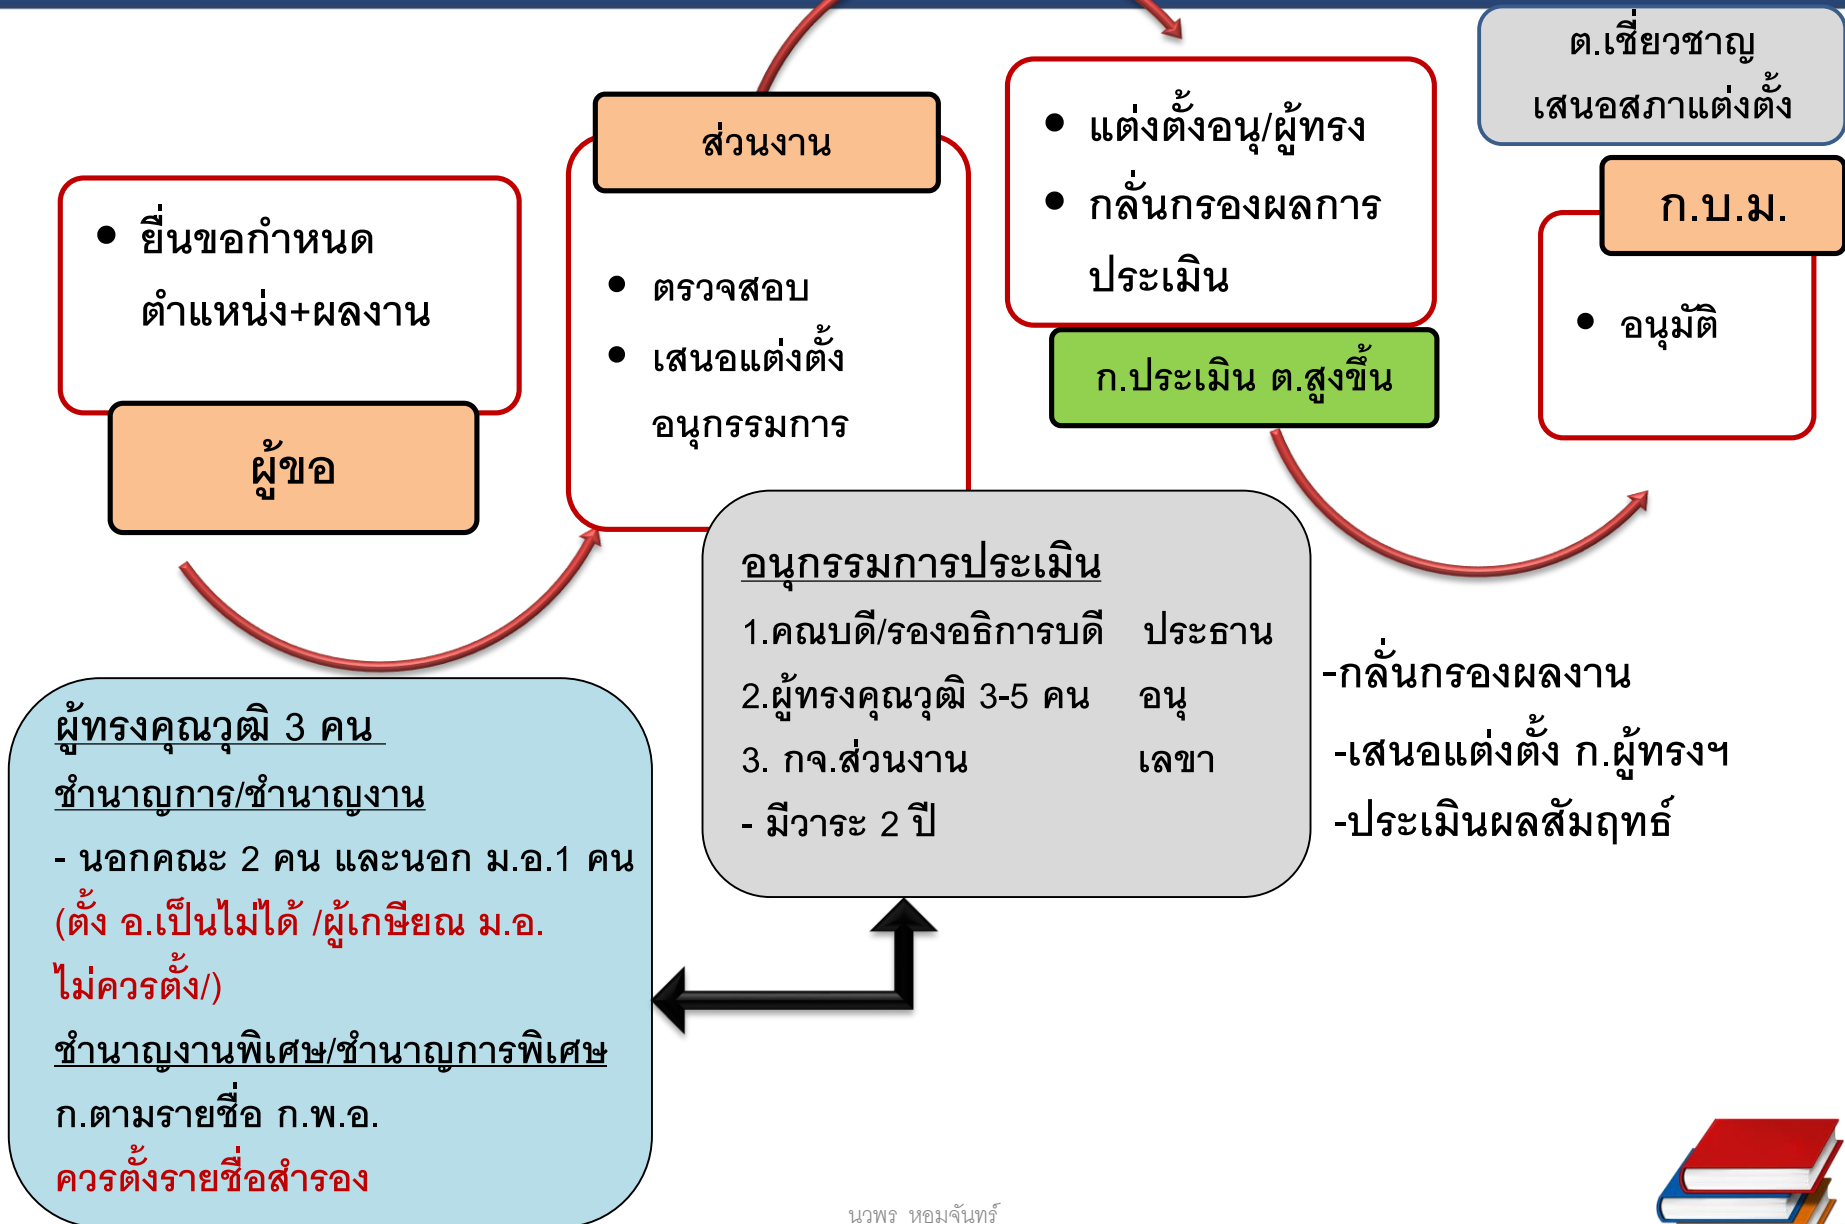 • ยื่นขอกำหนด
ตำแหน่ง+ผลงาน
ผู้ขอ
ส่วนงาน
• ตรวจสอบ
• เสนอแต่งตั้ง
อนุกรรมการ
• แต่งตั้งอนุ/ผู้ทรง
• กลั่นกรองผลการ
ประเมิน
ก.ประเมิน ต.สูงขึ้น
ต.เชี่ยวชาญ
เสนอสภาแต่งตั้ง
ก.บ.ม.
• อนุมัติ
อนุกรรมการประเมิน
1.คณบดี/รองอธิการบดี ประธาน
2.ผู้ทรงคุณวุฒิ 3-5 คน อนุ
3. กจ.ส่วนงาน เลขา
- มีวาระ 2 ปี
-กลั่นกรองผลงาน
-เสนอแต่งตั้ง ก.ผู้ทรงฯ
-ประเมินผลสัมฤทธ์
ผู้ทรงคุณวุฒิ 3 คน
ชำนาญการ/ชำนาญงาน
- นอกคณะ 2 คน และนอก ม.อ.1 คน
(ตั้ง อ.เป็นไม่ได้ /ผู้เกษียณ ม.อ.
ไม่ควรตั้ง/)
ชำนาญงานพิเศษ/ชำนาญการพิเศษ
ก.ตามรายชื่อ ก.พ.อ.
ควรตั้งรายชื่อสำรอง
นวพร หอมจันทร์